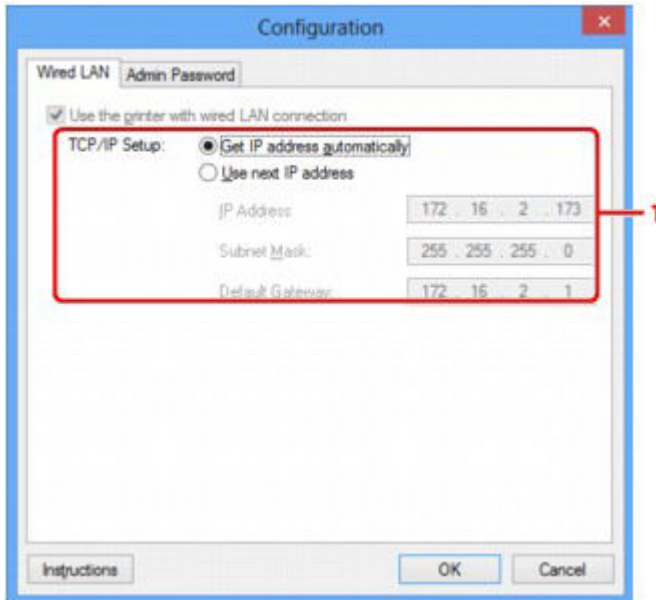 Configuration
Wired LAN Admin Password
Use the printer with wired LAN connection
TCP/IP Setup: Get IP address automatically
Use next IP address
IP Address: 172 . 16 . 2 . 173
1
Subnet Mask: 255 . 255 . 255 . 0
Default Gateway: 172 . 16 . 2 . 1
Instructions OK Cancel